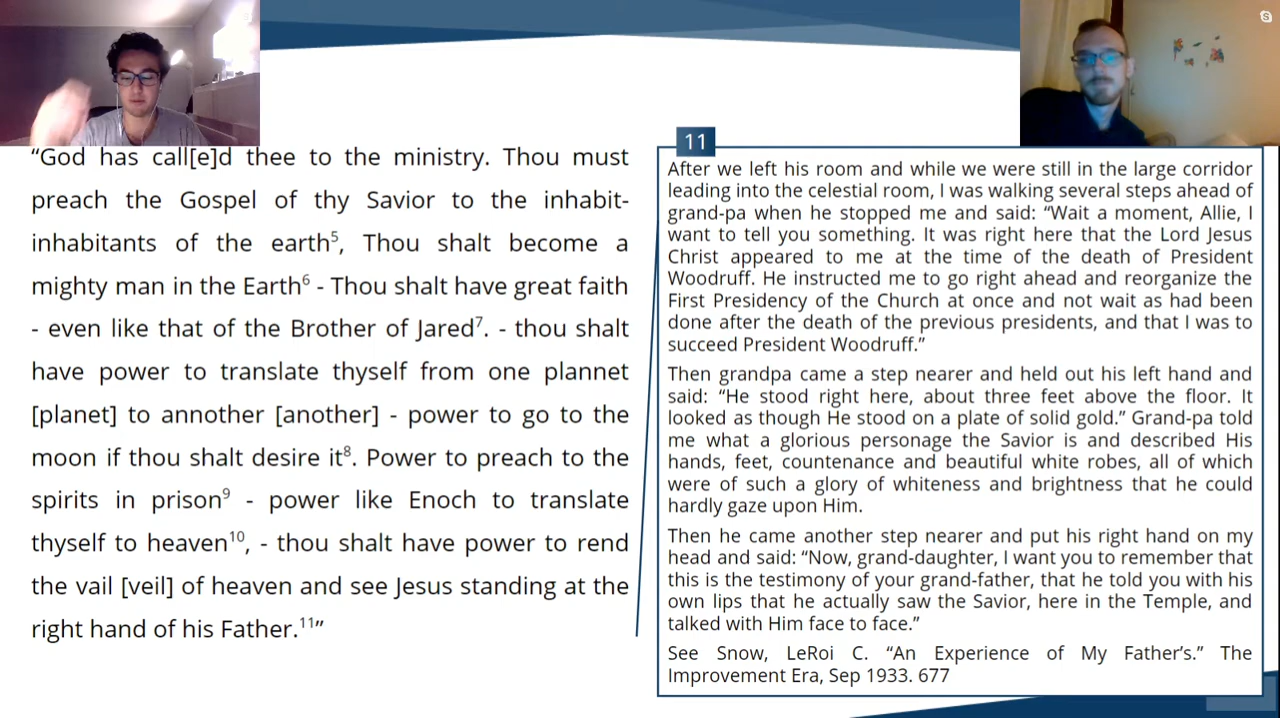 “God has call[e]d thee to the ministry. Thou must
preach the Gospel of thy Savior to the inhabit-
inhabitants of the earth⁵, Thou shalt become a
mighty man in the Earth⁶ - Thou shalt have great faith
- even like that of the Brother of Jared⁷. - thou shalt
have power to translate thyself from one plannet
[planet] to annother [another] - power to go to the
moon if thou shalt desire it⁸. Power to preach to the
spirits in prison⁹ - power like Enoch to translate
thyself to heaven¹⁰, - thou shalt have power to rend
the vail [veil] of heaven and see Jesus standing at the
right hand of his Father.¹¹”
11
After we left his room and while we were still in the large corridor
leading into the celestial room, I was walking several steps ahead of
grand-pa when he stopped me and said: “Wait a moment, Allie, I
want to tell you something. It was right here that the Lord Jesus
Christ appeared to me at the time of the death of President
Woodruff. He instructed me to go right ahead and reorganize the
First Presidency of the Church at once and not wait as had been
done after the death of the previous presidents, and that I was to
succeed President Woodruff.”
Then grandpa came a step nearer and held out his left hand and
said: “He stood right here, about three feet above the floor. It
looked as though He stood on a plate of solid gold.” Grand-pa told
me what a glorious personage the Savior is and described His
hands, feet, countenance and beautiful white robes, all of which
were of such a glory of whiteness and brightness that he could
hardly gaze upon Him.
Then he came another step nearer and put his right hand on my
head and said: “Now, grand-daughter, I want you to remember that
this is the testimony of your grand-father, that he told you with his
own lips that he actually saw the Savior, here in the Temple, and
talked with Him face to face.”
See Snow, LeRoi C. “An Experience of My Father’s.” The
Improvement Era, Sep 1933. 677